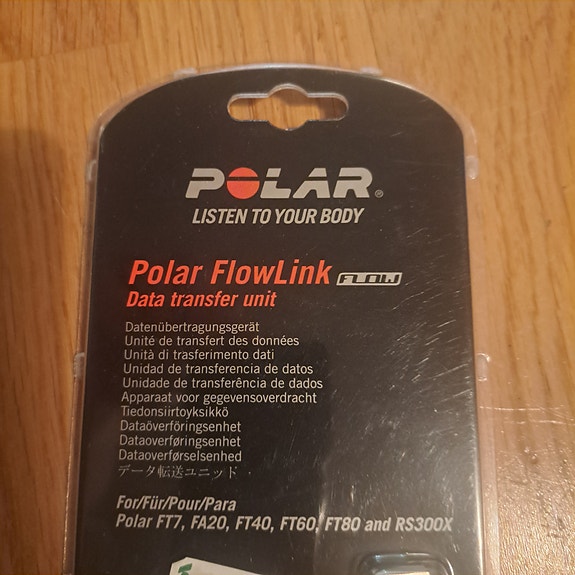 POLAR®
LISTEN TO YOUR BODY
Polar FlowLink FLOW
Data transfer unit
Datenübertragungsgerät
Unité de transfert des données
Unità di trasferimento dati
Unidad de transferencia de datos
Unidade de transferência de dados
Apparaat voor gegevensoverdracht
Tiedonsiirtoyksikkö
Dataöverföringsenhet
Dataoverføringsenhet
Dataoverførselsenhed
データ転送ユニット
For/Für/Pour/Para
Polar FT7, FA20, FT40, FT60, FT80 and RS300X